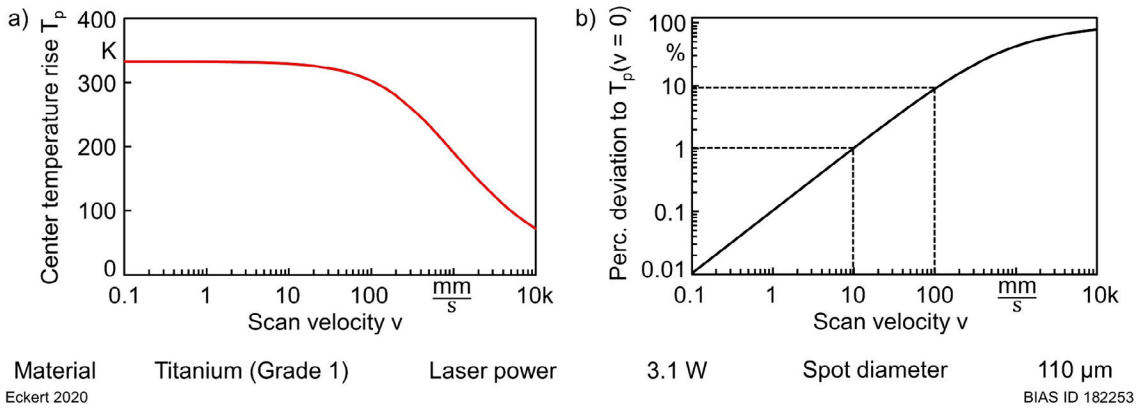 a)
Center temperature rise T_p
400
K
300
200
100
0
0.1 1 10 100 mm/s 10k
Scan velocity v
b)
Perc. deviation to T_p(v = 0)
100
%
10
1
0.1
0.01
0.1 1 10 100 mm/s 10k
Scan velocity v
Material Titanium (Grade 1) Laser power 3.1 W Spot diameter 110 µm
Eckert 2020 BIAS ID 182253